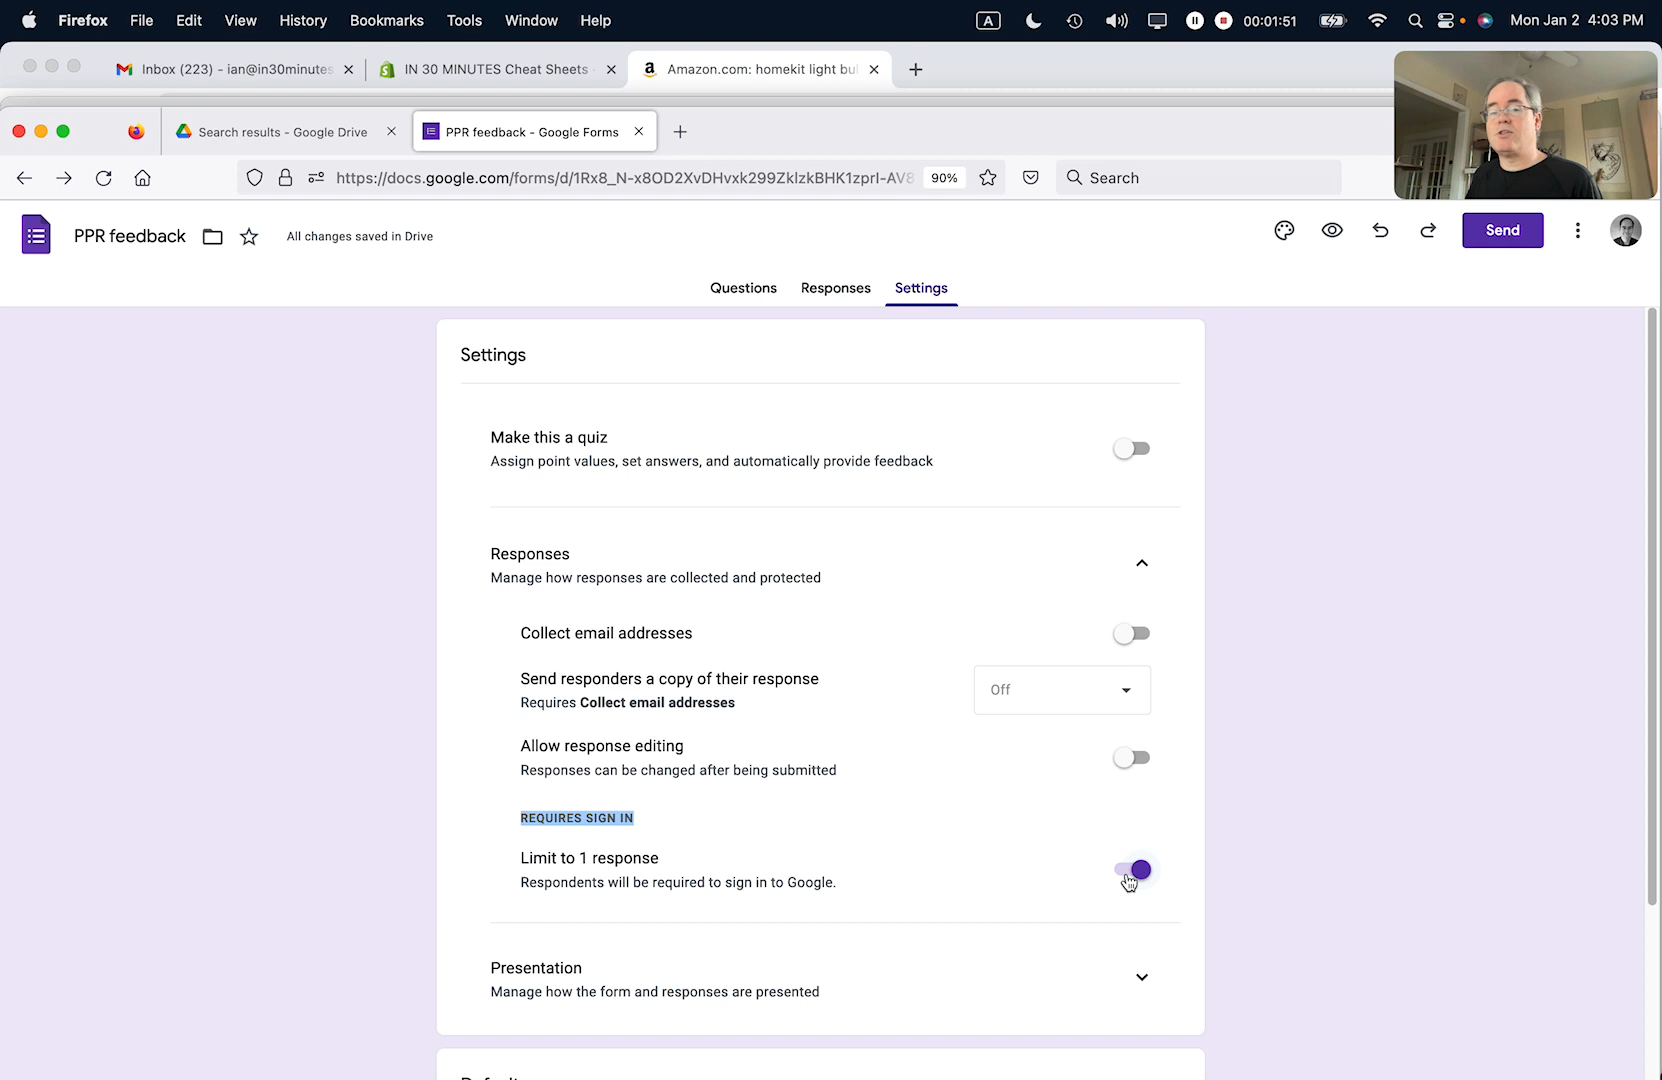 Firefox File Edit View History Bookmarks Tools Window Help A 00:01:51 Mon Jan 2 4:03 PM
Inbox (223) - ian@in30minutes IN 30 MINUTES Cheat Sheets - a Amazon.com: homekit light bul
Search results - Google Drive PPR feedback - Google Forms
https://docs.google.com/forms/d/1Rx8_N-x8OD2XvDHvxk299ZkIzkBHK1zprI-AV8 90% Search
PPR feedback All changes saved in Drive Send
Questions Responses Settings
Settings
Make this a quiz
Assign point values, set answers, and automatically provide feedback
Responses
Manage how responses are collected and protected
Collect email addresses
Send responders a copy of their response
Requires Collect email addresses
Off
Allow response editing
Responses can be changed after being submitted
REQUIRES SIGN IN
Limit to 1 response
Respondents will be required to sign in to Google.
Presentation
Manage how the form and responses are presented